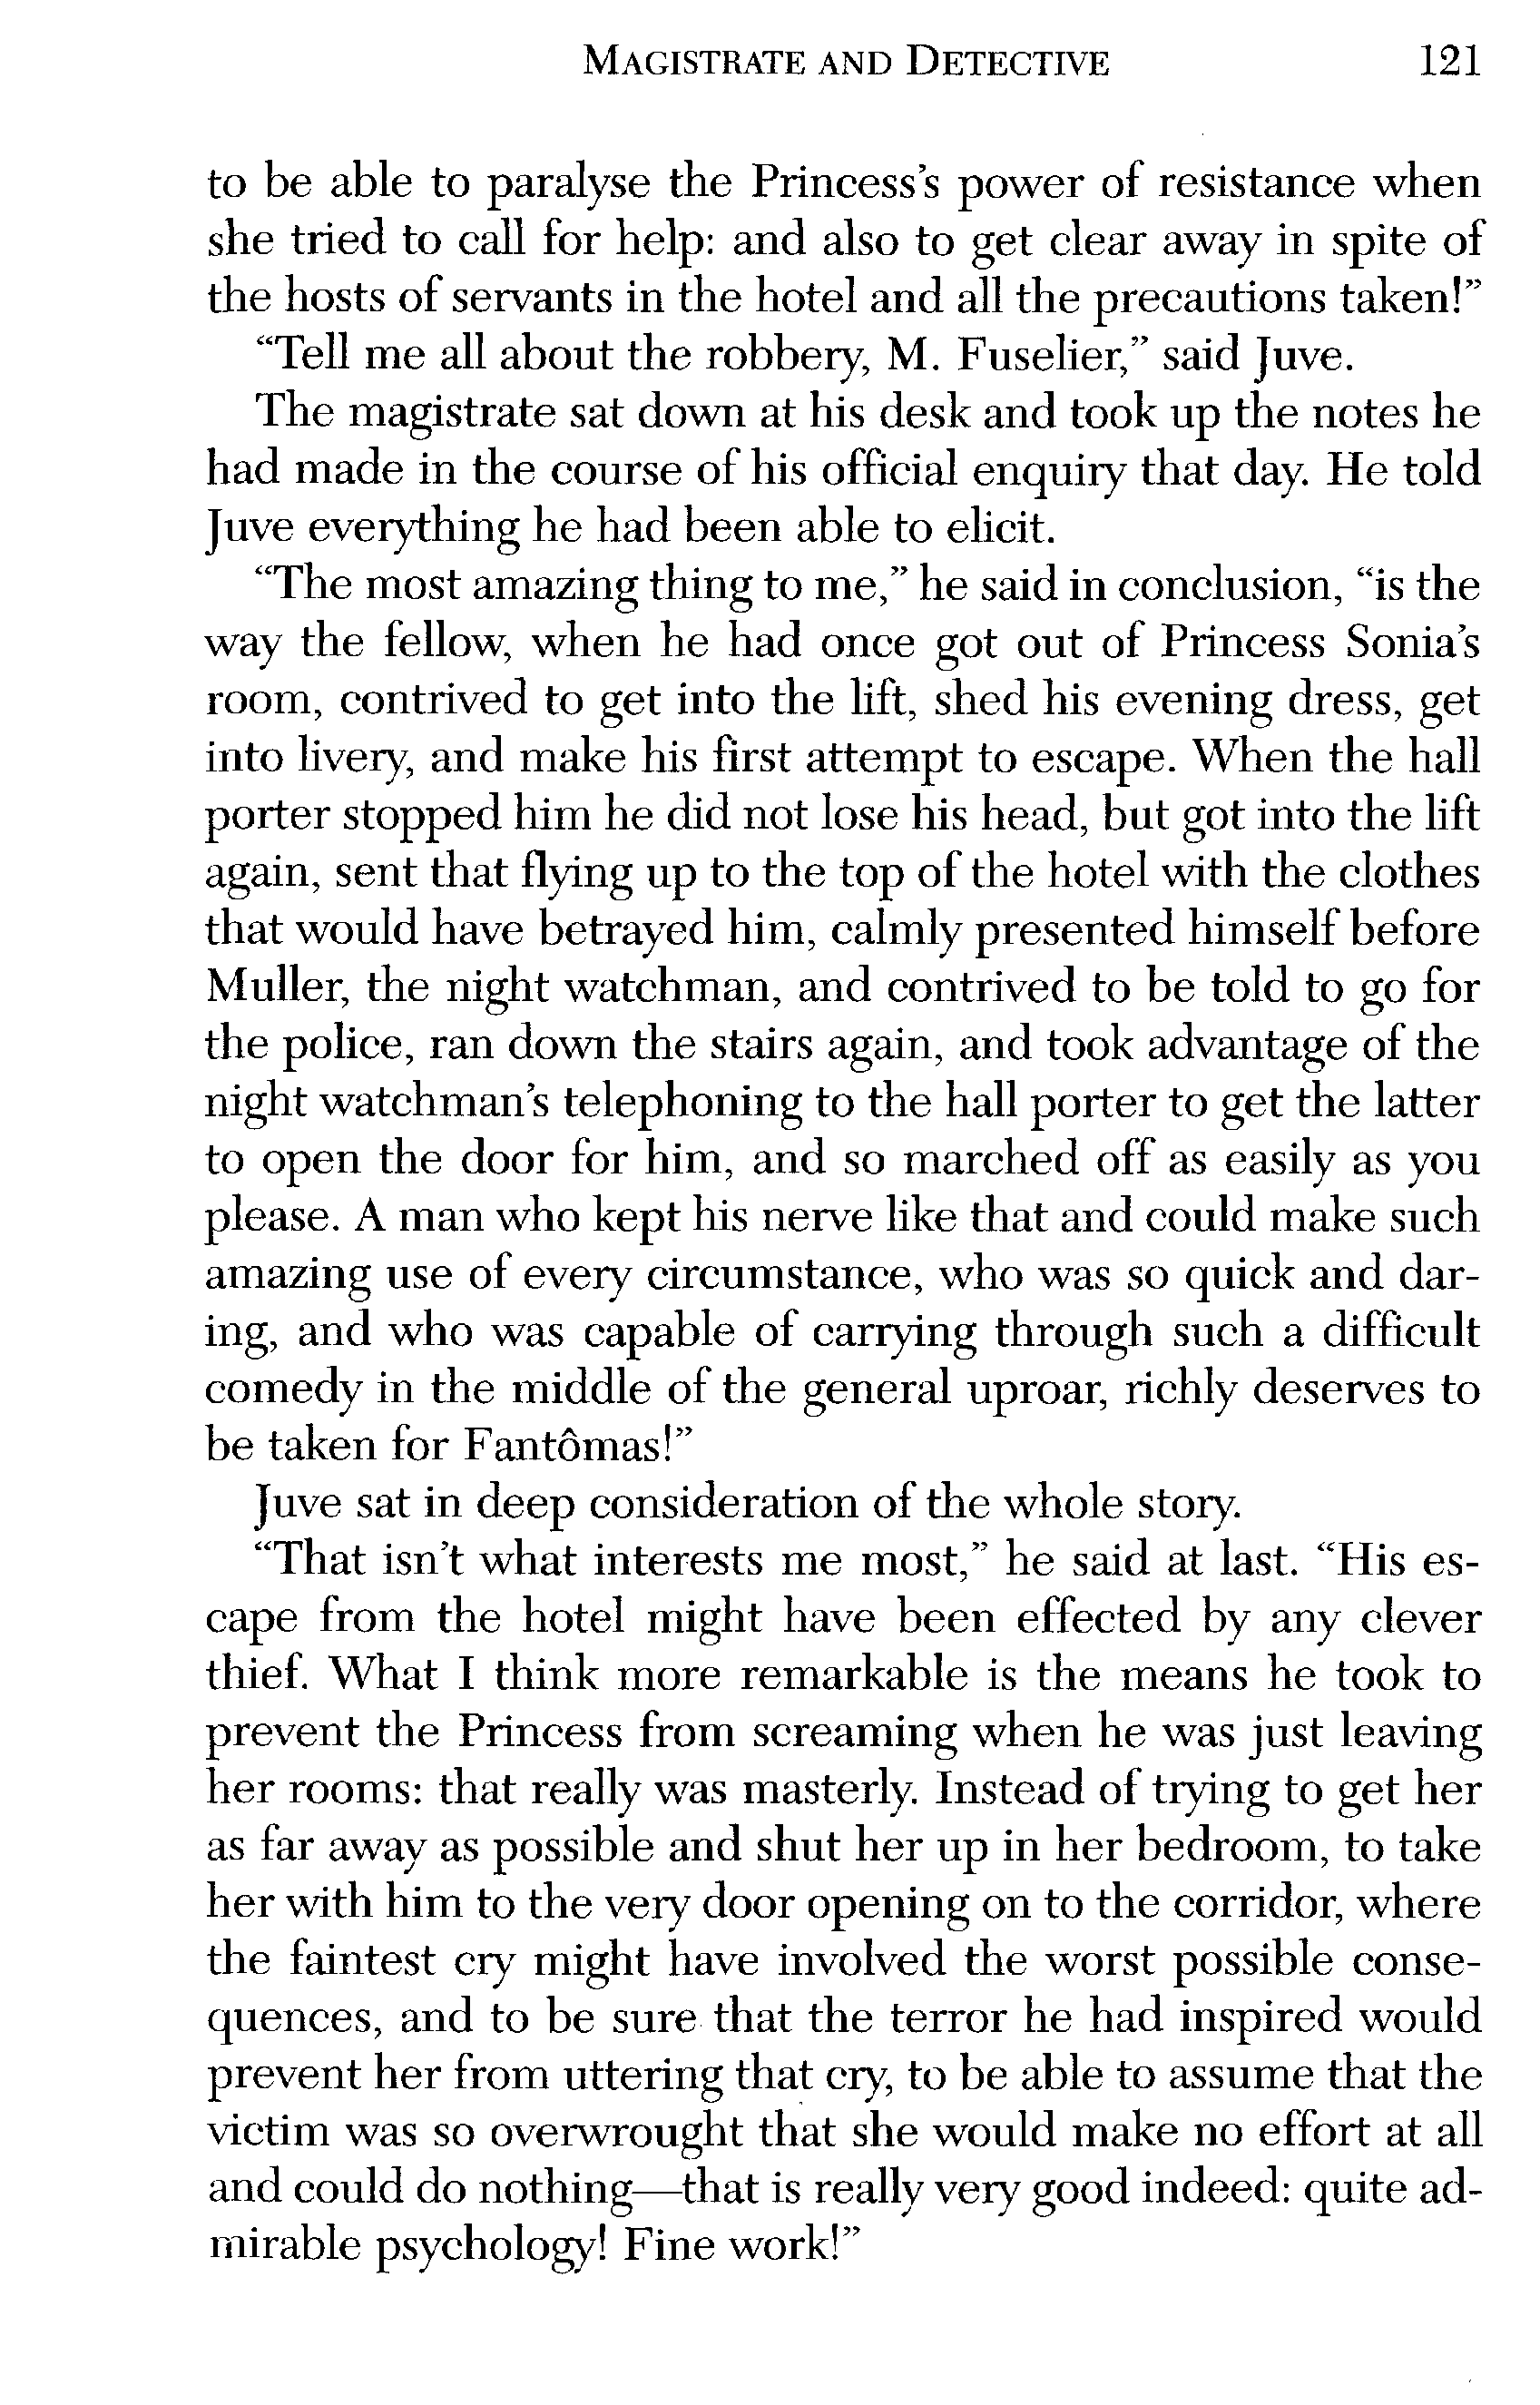 MAGISTRATE AND DETECTIVE 121
to be able to paralyse the Princess's power of resistance when
she tried to call for help: and also to get clear away in spite of
the hosts of servants in the hotel and all the precautions taken!”
“Tell me all about the robbery, M. Fuselier,” said Juve.
The magistrate sat down at his desk and took up the notes he
had made in the course of his official enquiry that day. He told
Juve everything he had been able to elicit.
“The most amazing thing to me,” he said in conclusion, “is the
way the fellow, when he had once got out of Princess Sonia's
room, contrived to get into the lift, shed his evening dress, get
into livery, and make his first attempt to escape. When the hall
porter stopped him he did not lose his head, but got into the lift
again, sent that flying up to the top of the hotel with the clothes
that would have betrayed him, calmly presented himself before
Muller, the night watchman, and contrived to be told to go for
the police, ran down the stairs again, and took advantage of the
night watchman's telephoning to the hall porter to get the latter
to open the door for him, and so marched off as easily as you
please. A man who kept his nerve like that and could make such
amazing use of every circumstance, who was so quick and dar-
ing, and who was capable of carrying through such a difficult
comedy in the middle of the general uproar, richly deserves to
be taken for Fantômas!”
Juve sat in deep consideration of the whole story.
“That isn't what interests me most,” he said at last. “His es-
cape from the hotel might have been effected by any clever
thief. What I think more remarkable is the means he took to
prevent the Princess from screaming when he was just leaving
her rooms: that really was masterly. Instead of trying to get her
as far away as possible and shut her up in her bedroom, to take
her with him to the very door opening on to the corridor, where
the faintest cry might have involved the worst possible conse-
quences, and to be sure that the terror he had inspired would
prevent her from uttering that cry, to be able to assume that the
victim was so overwrought that she would make no effort at all
and could do nothing—that is really very good indeed: quite ad-
mirable psychology! Fine work!”